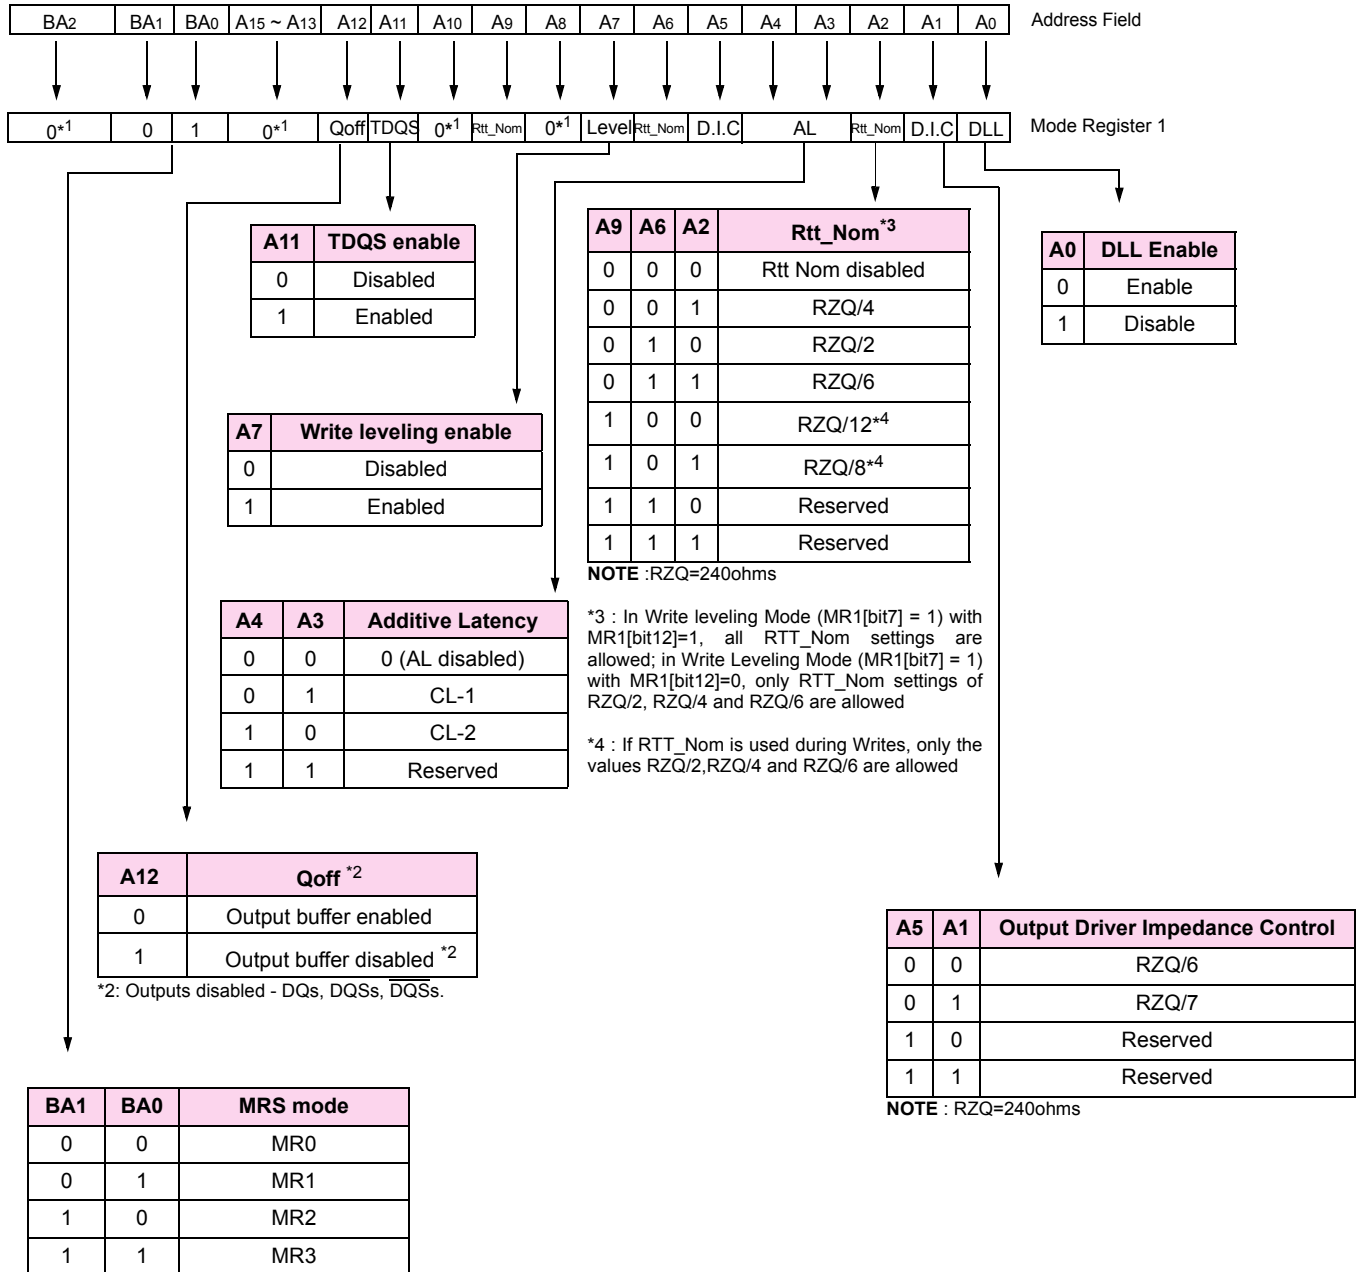 BA2 BA1 BA0 A15 ~ A13 A12 A11 A10 A9 A8 A7 A6 A5 A4 A3 A2 A1 A0 Address Field
0*1 0 1 0*1 Qoff TDQS 0*1 Rtt_Nom 0*1 Level Rtt_Nom D.I.C AL Rtt_Nom D.I.C DLL Mode Register 1
A11 TDQS enable
0 Disabled
1 Enabled
A9 A6 A2 Rtt_Nom*3
0 0 0 Rtt Nom disabled
0 0 1 RZQ/4
0 1 0 RZQ/2
0 1 1 RZQ/6
1 0 0 RZQ/12*4
1 0 1 RZQ/8*4
1 1 0 Reserved
1 1 1 Reserved
NOTE :RZQ=240ohms
*3 : In Write leveling Mode (MR1[bit7] = 1) with
MR1[bit12]=1, all RTT_Nom settings are
allowed; in Write Leveling Mode (MR1[bit7] = 1)
with MR1[bit12]=0, only RTT_Nom settings of
RZQ/2, RZQ/4 and RZQ/6 are allowed
*4 : If RTT_Nom is used during Writes, only the
values RZQ/2,RZQ/4 and RZQ/6 are allowed
A0 DLL Enable
0 Enable
1 Disable
A7 Write leveling enable
0 Disabled
1 Enabled
A4 A3 Additive Latency
0 0 0 (AL disabled)
0 1 CL-1
1 0 CL-2
1 1 Reserved
A12 Qoff *2
0 Output buffer enabled
1 Output buffer disabled *2
*2: Outputs disabled - DQs, DQSs, D̅Q̅S̅s.
A5 A1 Output Driver Impedance Control
0 0 RZQ/6
0 1 RZQ/7
1 0 Reserved
1 1 Reserved
NOTE : RZQ=240ohms
BA1 BA0 MRS mode
0 0 MR0
0 1 MR1
1 0 MR2
1 1 MR3